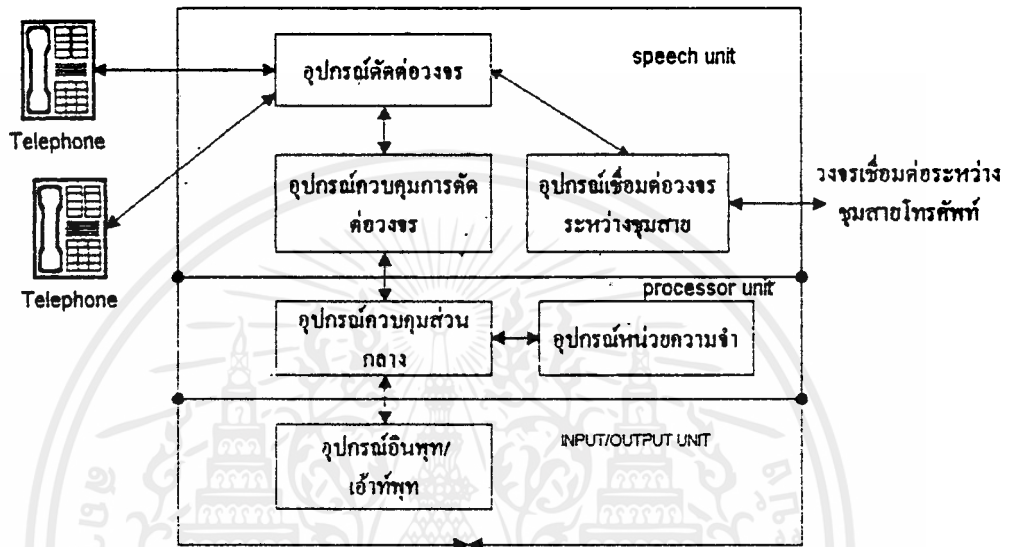 speech unit
อุปกรณ์ตัดต่อวงจร
Telephone
อุปกรณ์ควบคุมการตัด
ต่อวงจร
อุปกรณ์เชื่อมต่อวงจร
ระหว่างชุมสาย
วงจรเชื่อมต่อระหว่าง
ชุมสายโทรศัพท์
Telephone
processor unit
อุปกรณ์ควบคุมส่วน
กลาง
อุปกรณ์หน่วยความจำ
INPUT/OUTPUT UNIT
อุปกรณ์อินพุท/
เอ้าท์พุท